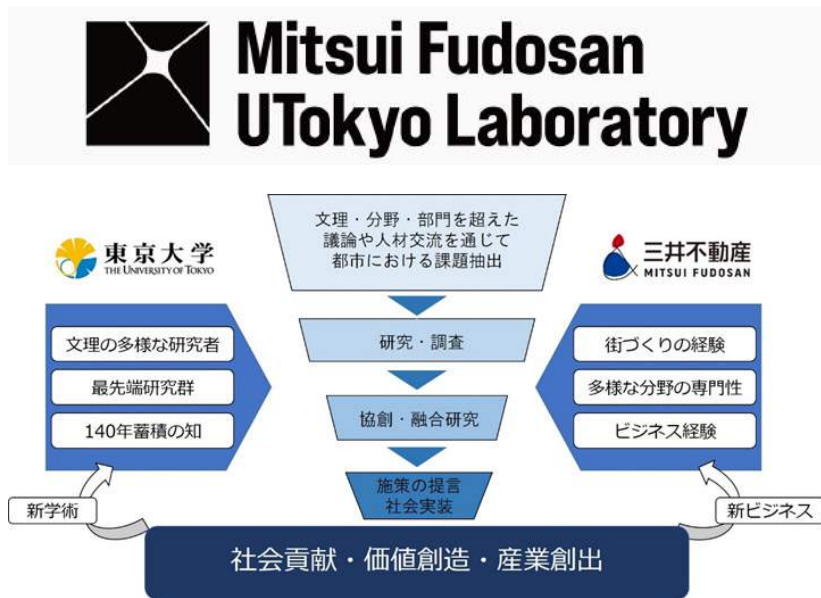 Mitsui Fudosan
UTokyo Laboratory
文理・分野・部門を超えた
議論や人材交流を通じて
都市における課題抽出
東京大学
THE UNIVERSITY OF TOKYO
三井不動産
MITSUI FUDOSAN
文理の多様な研究者
最先端研究群
140年蓄積の知
研究・調査
協創・融合研究
施策の提言
社会実装
街づくりの経験
多様な分野の専門性
ビジネス経験
新学術
新ビジネス
社会貢献・価値創造・産業創出